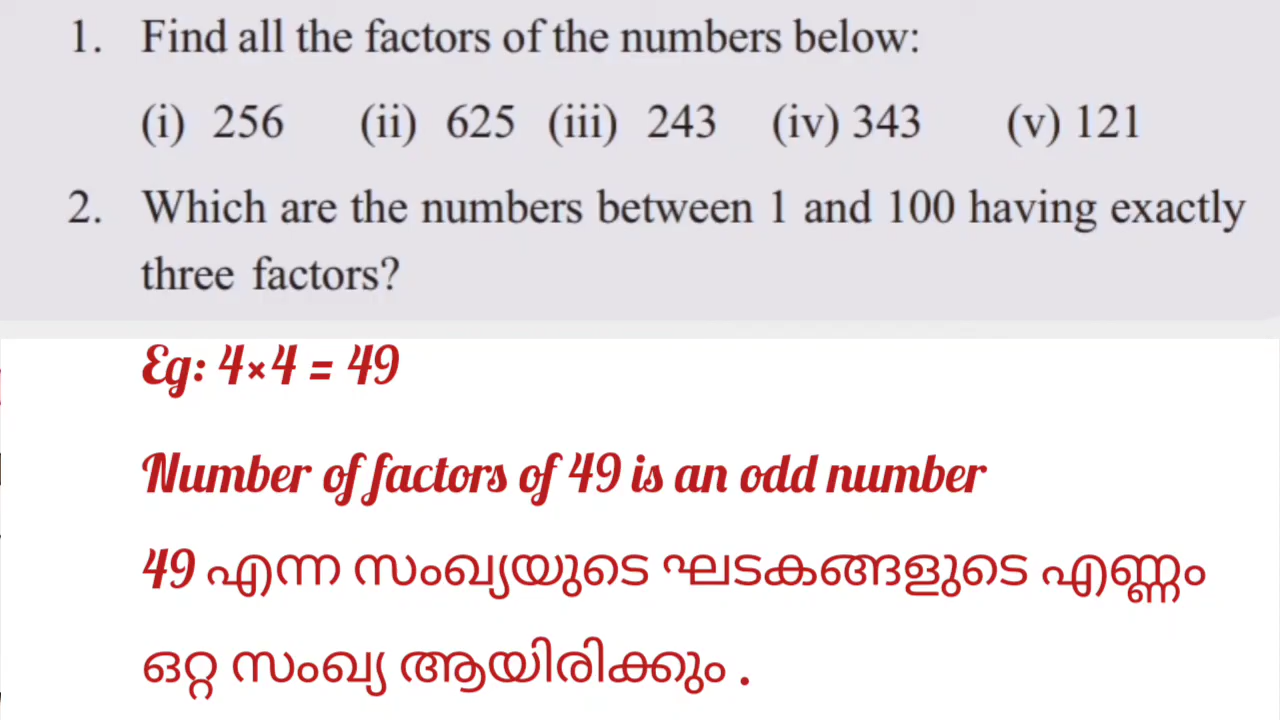 1. Find all the factors of the numbers below:
(i) 256 (ii) 625 (iii) 243 (iv) 343 (v) 121
2. Which are the numbers between 1 and 100 having exactly
three factors?
Eg: 4×4 = 49
Number of factors of 49 is an odd number
49 എന്ന സംഖ്യയുടെ ഘടകങ്ങളുടെ എണ്ണം
ഒറ്റ സംഖ്യ ആയിരിക്കും .